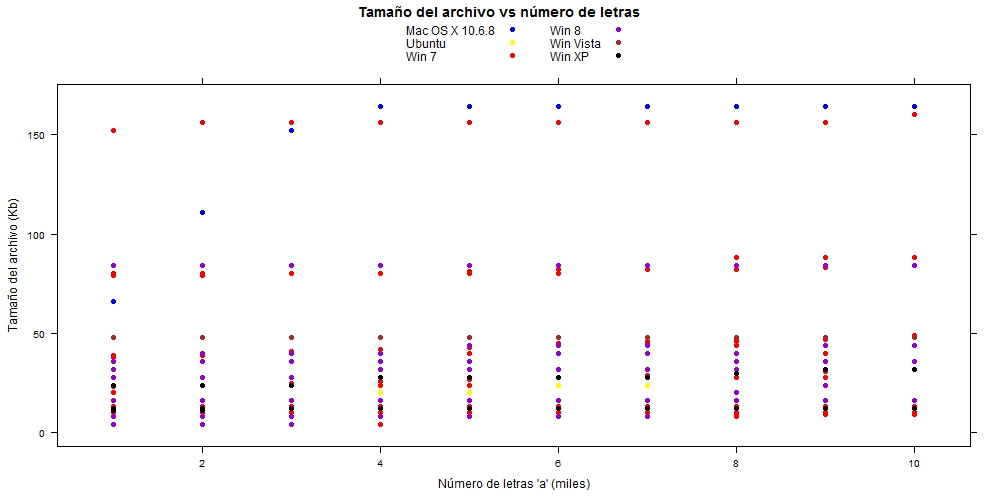 Tamaño del archivo vs número de letras
Mac OS X 10.6.8 Win 8
Ubuntu Win Vista
Win 7 Win XP
150
100
50
0
Tamaño del archivo (Kb)
2 4 6 8 10
Número de letras 'a' (miles)